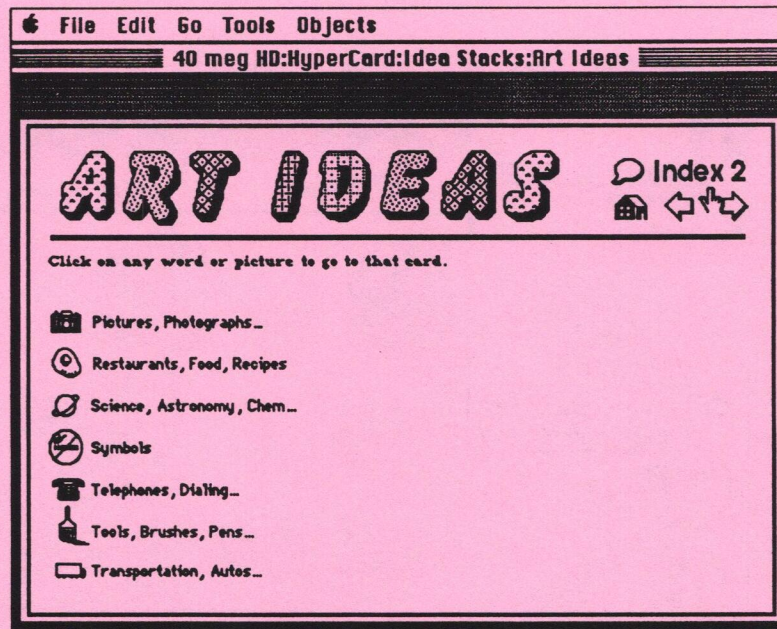 File Edit Go Tools Objects
40 meg HD:HyperCard:Idea Stacks:Art Ideas
ART IDEAS
Index 2
Click on any word or picture to go to that card.
Pictures, Photographs...
Restaurants, Food, Recipes
Science, Astronomy, Chem...
Symbols
Telephones, Dialing...
Tools, Brushes, Pens...
Transportation, Autos...